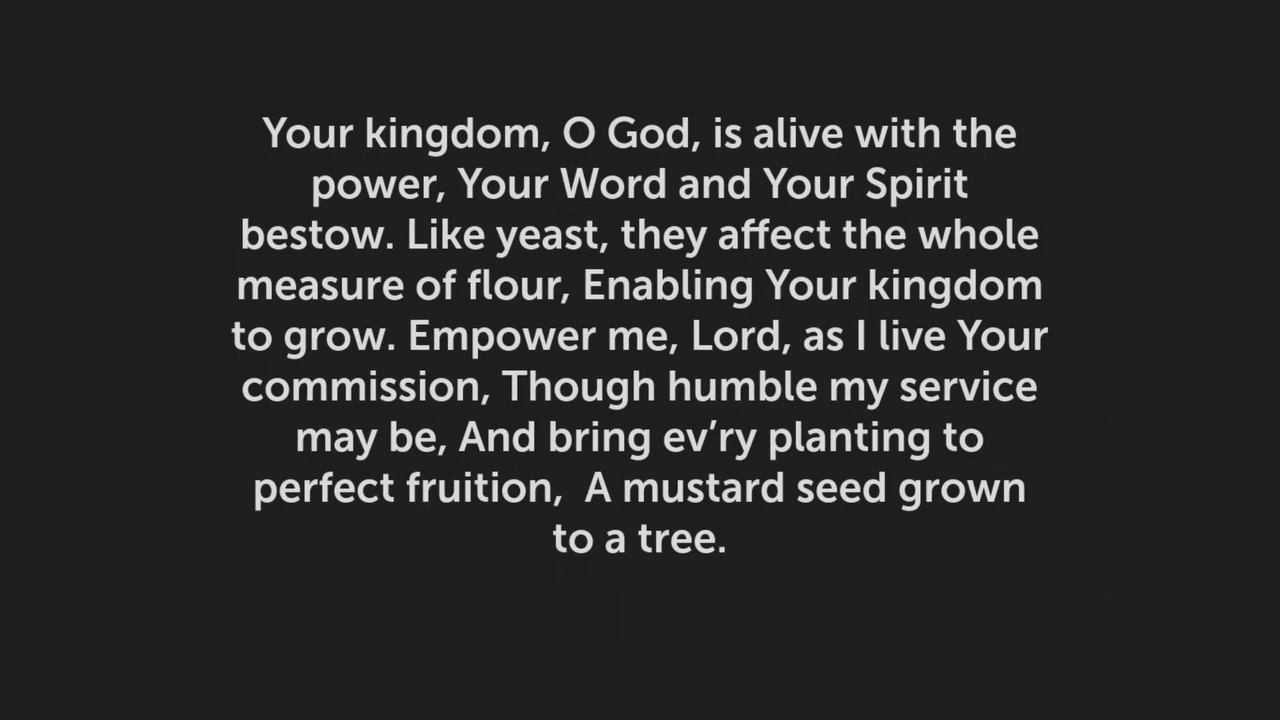 Your kingdom, O God, is alive with the
power, Your Word and Your Spirit
bestow. Like yeast, they affect the whole
measure of flour, Enabling Your kingdom
to grow. Empower me, Lord, as I live Your
commission, Though humble my service
may be, And bring ev’ry planting to
perfect fruition,  A mustard seed grown
to a tree.